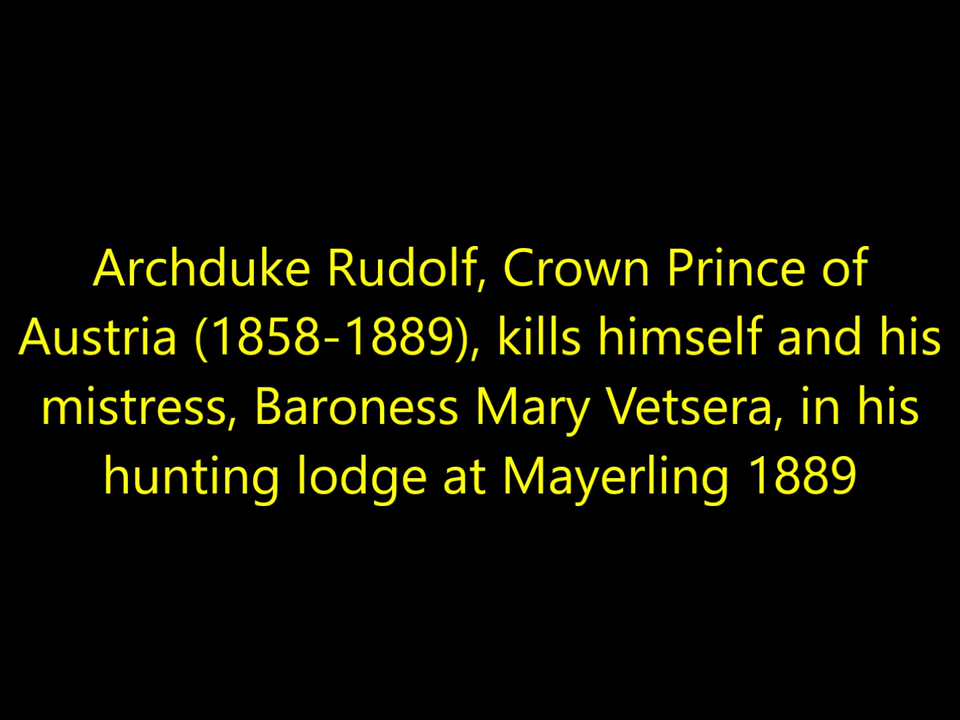 Archduke Rudolf, Crown Prince of
Austria (1858-1889), kills himself and his
mistress, Baroness Mary Vetsera, in his
hunting lodge at Mayerling 1889